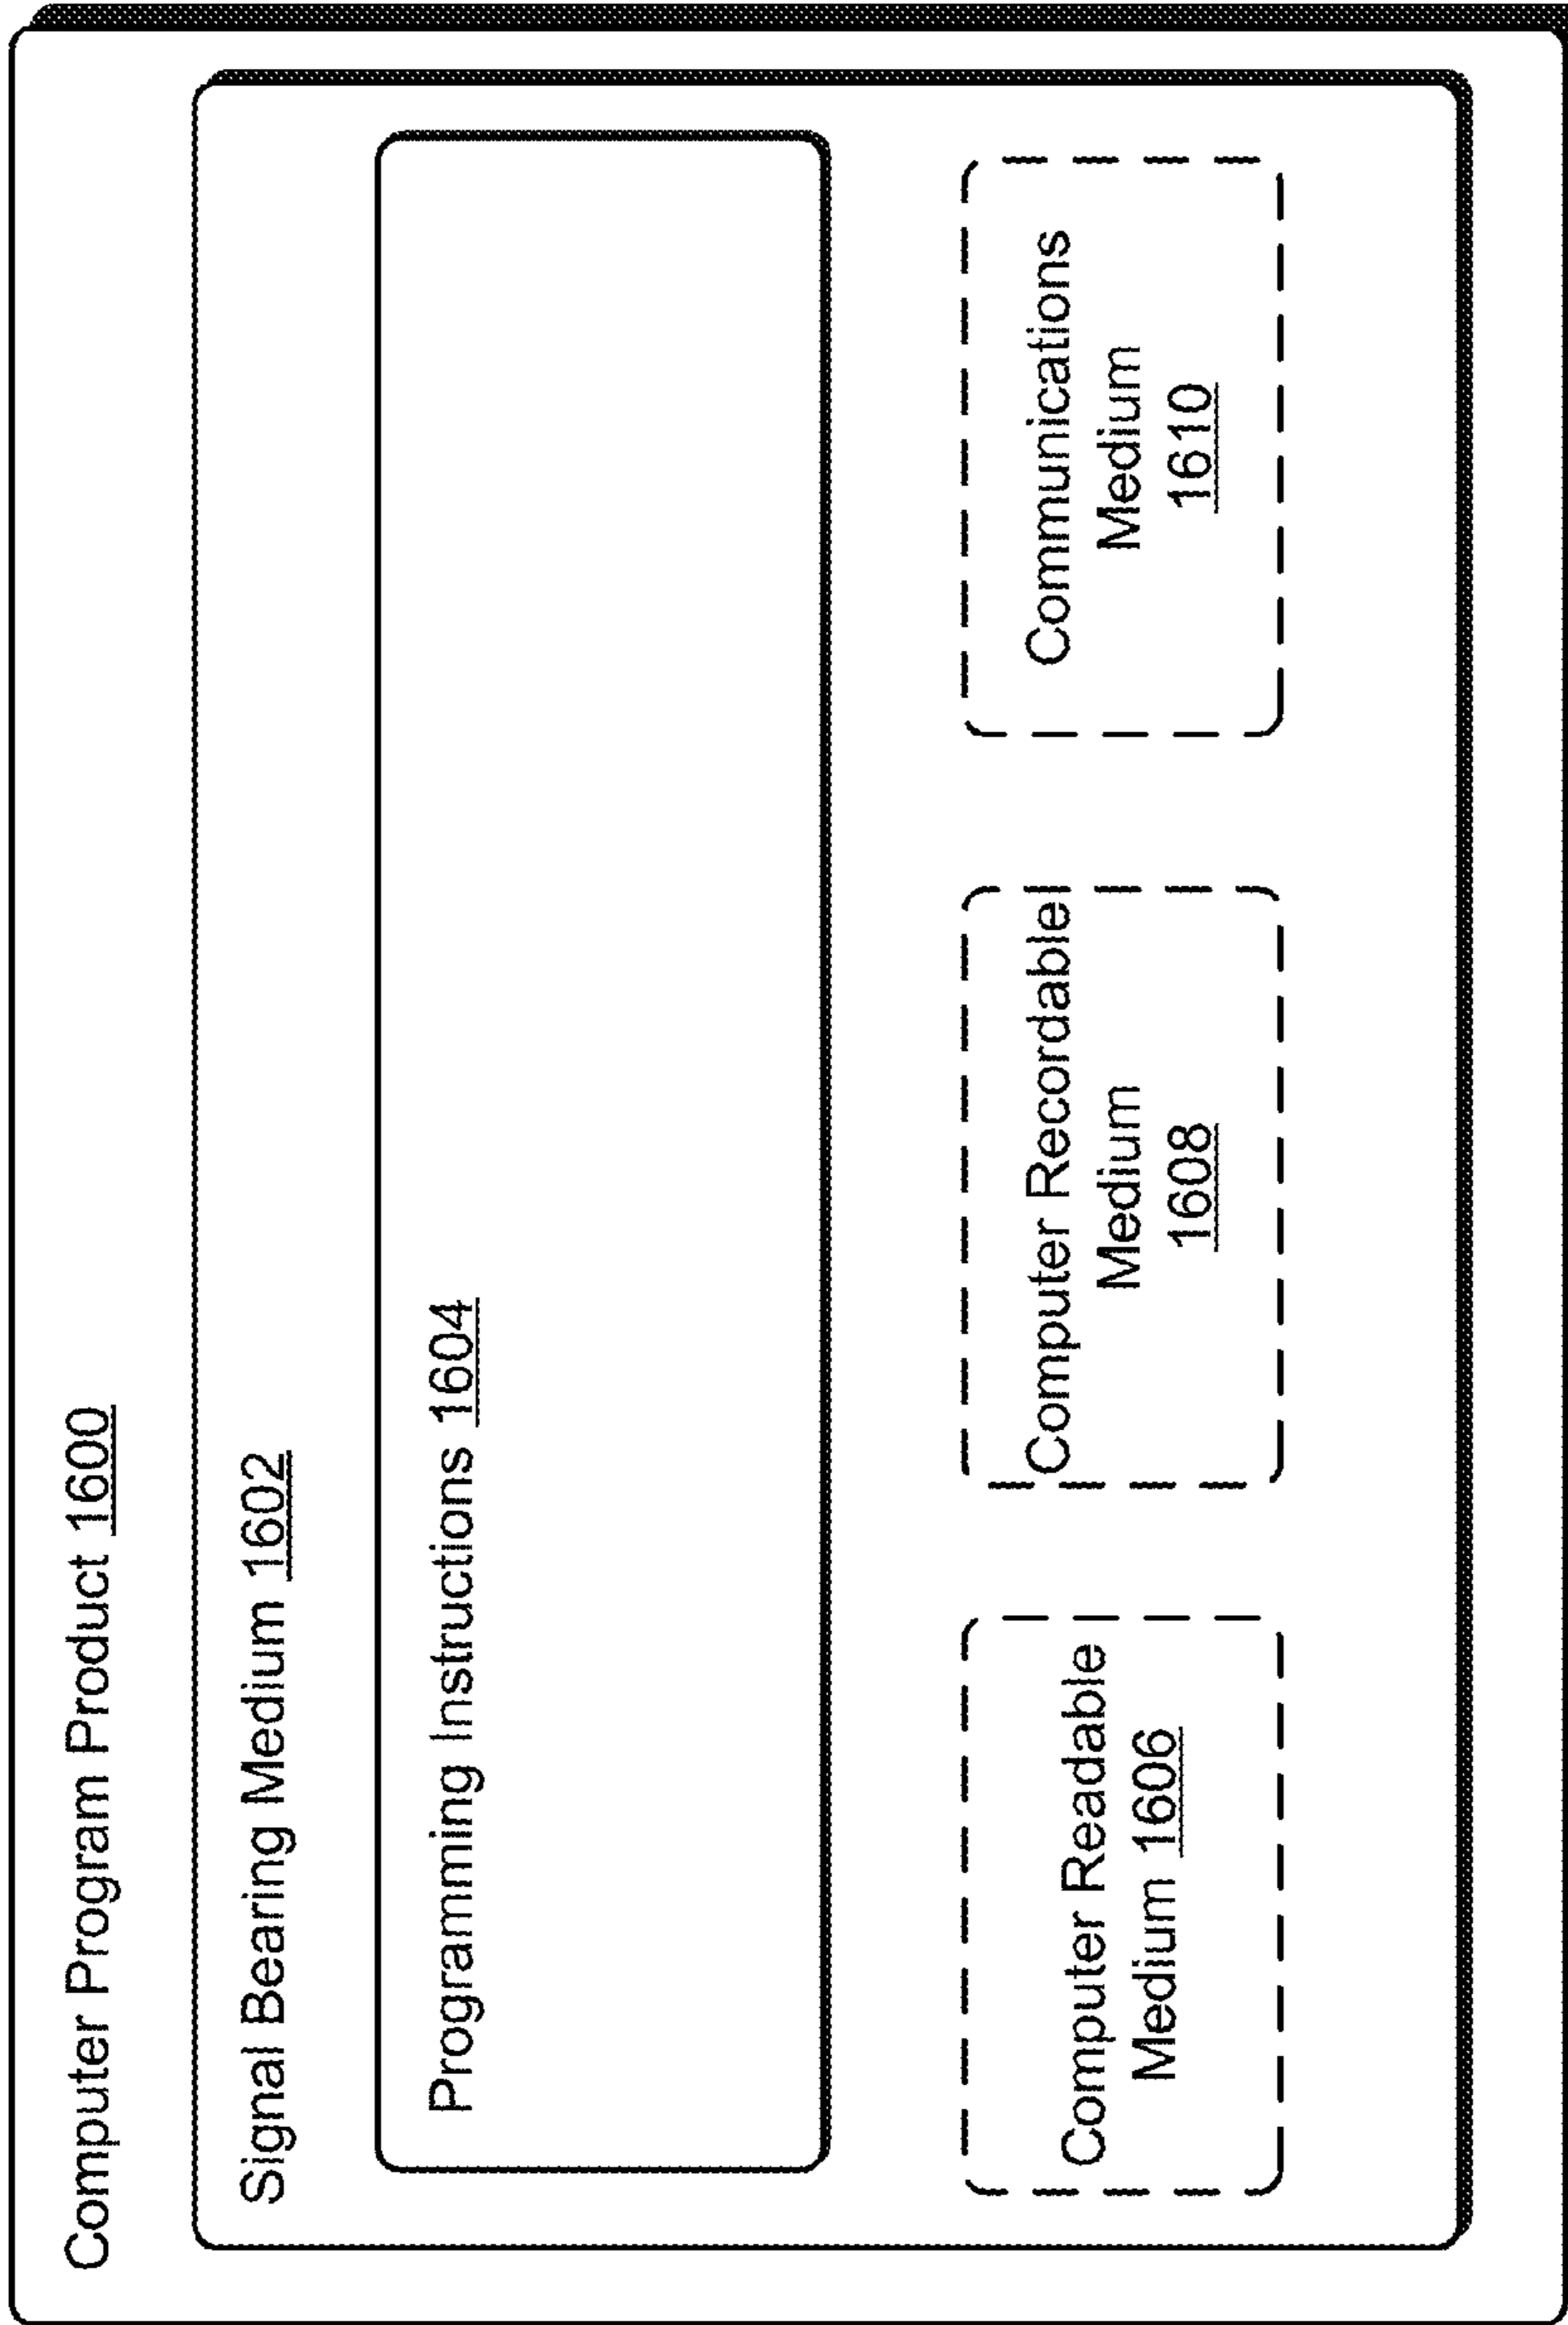 Computer Program Product 1600
Signal Bearing Medium 1602
Programming Instructions 1604
Computer Readable
Medium 1606
Computer Recordable
Medium
1608
Communications
Medium
1610